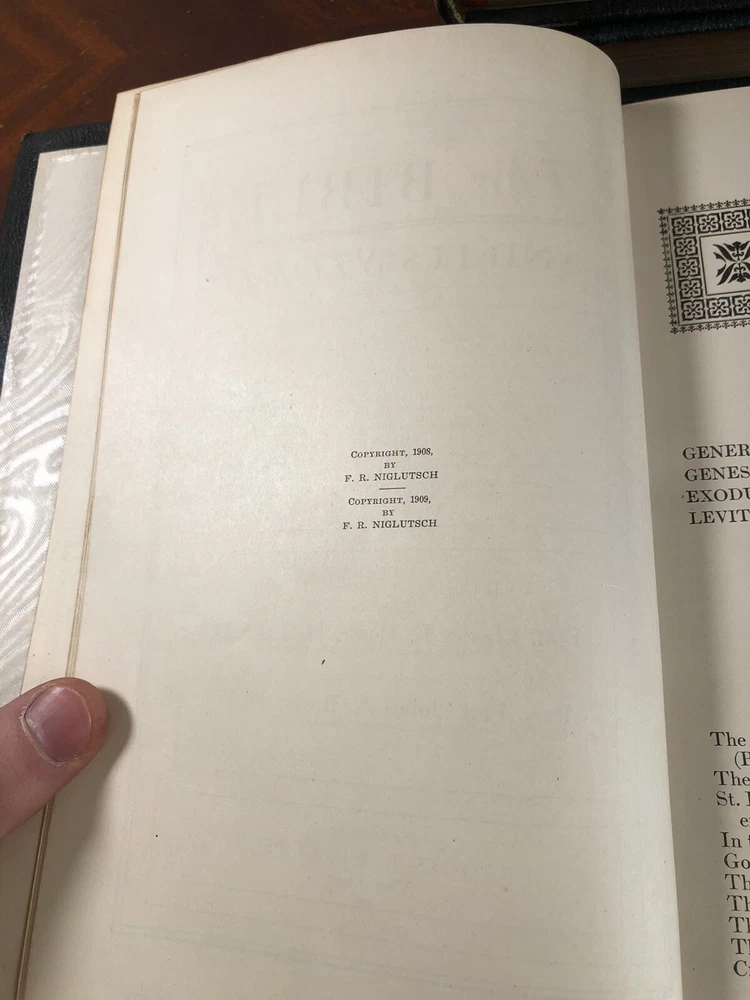 COPYRIGHT, 1908,
BY
F. R. NIGLUTSCH
COPYRIGHT, 1909,
BY
F. R. NIGLUTSCH
GENER
GENES
EXODU
LEVIT
The
(P
The
St. 
e
In
Go
Th
Th
Th
Th
C